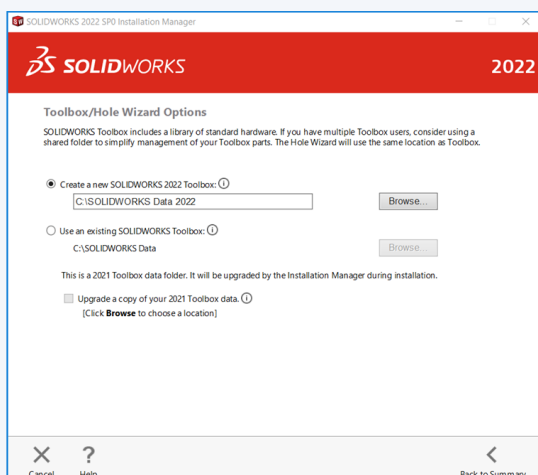 SOLIDWORKS 2022 SP0 Installation Manager
SOLIDWORKS
2022
Toolbox/Hole Wizard Options
SOLIDWORKS Toolbox includes a library of standard hardware. If you have multiple Toolbox users, consider using a
shared folder to simplify management of your Toolbox parts. The Hole Wizard will use the same location as Toolbox.
Create a new SOLIDWORKS 2022 Toolbox:
C:\SOLIDWORKS Data 2022
Browse...
Use an existing SOLIDWORKS Toolbox:
C:\SOLIDWORKS Data
Browse...
This is a 2021 Toolbox data folder. It will be upgraded by the Installation Manager during installation.
Upgrade a copy of your 2021 Toolbox data.
[Click Browse to choose a location]
Cancel
Help
Back to Summary